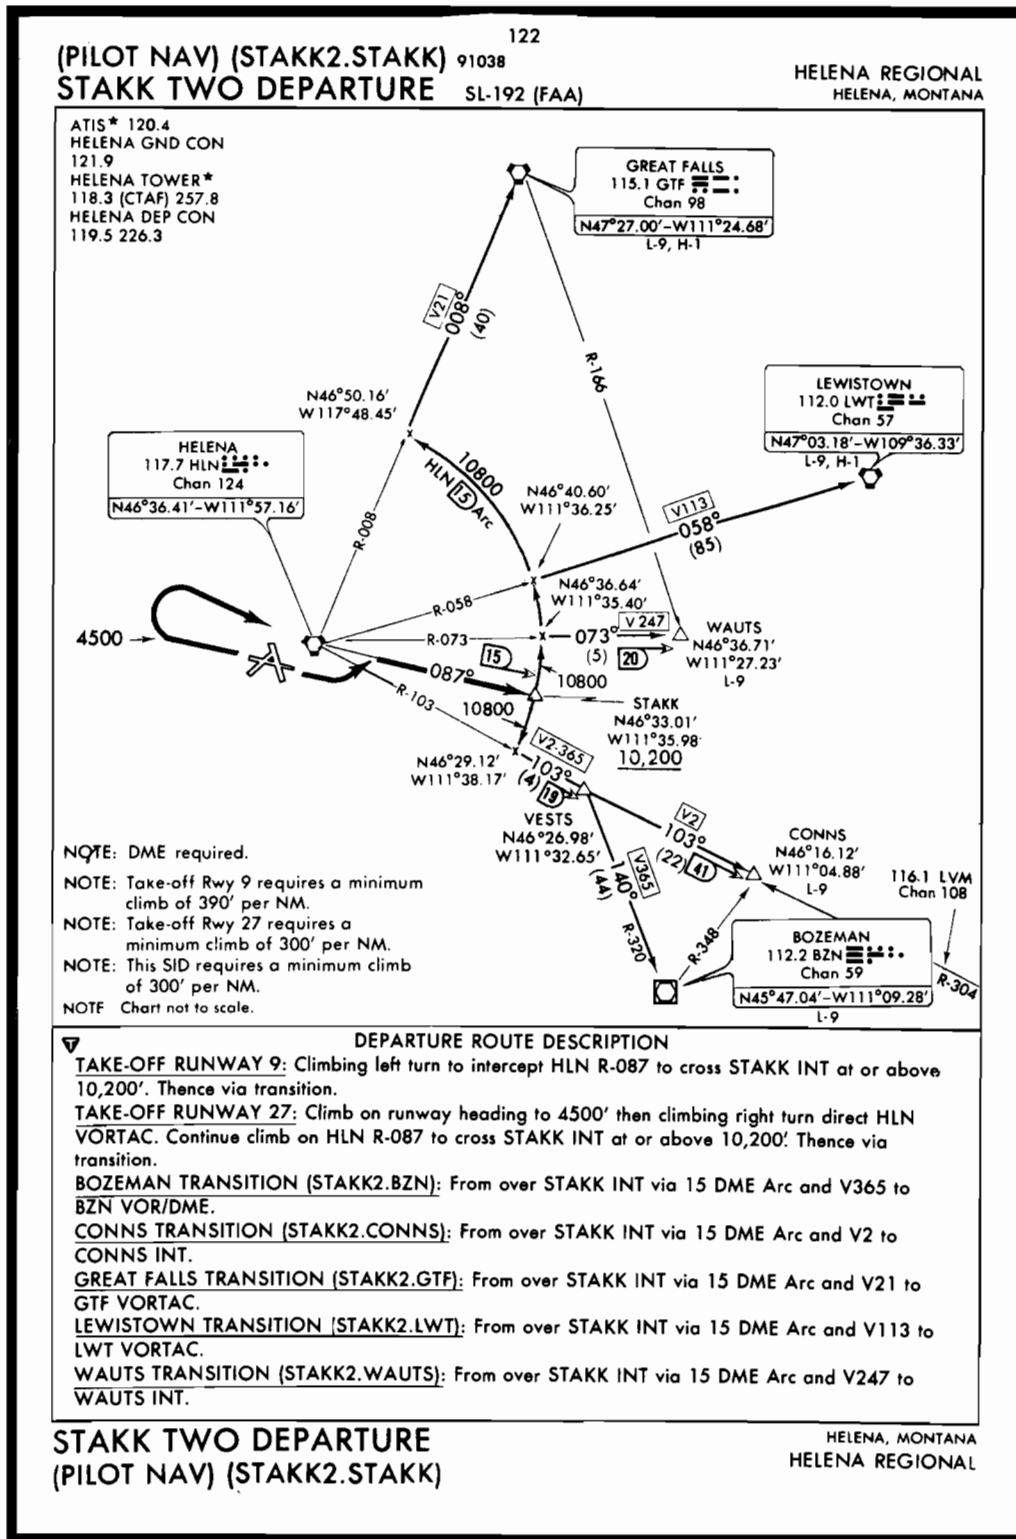 122
(PILOT NAV) (STAKK2.STAKK) 91038
STAKK TWO DEPARTURE SL-192 (FAA)
HELENA REGIONAL
HELENA, MONTANA
ATIS★ 120.4
HELENA GND CON
121.9
HELENA TOWER★
118.3 (CTAF) 257.8
HELENA DEP CON
119.5 226.3
GREAT FALLS
115.1 GTF
Chan 98
N47°27.00'-W111°24.68'
L-9, H-1
V21
008°
(40)
R-166
N46°50.16'
W117°48.45'
LEWISTOWN
112.0 LWT
Chan 57
N47°03.18'-W109°36.33'
L-9, H-1
HELENA
117.7 HLN
Chan 124
N46°36.41'-W111°57.16'
10800
HLN 15 Arc
R-008
N46°40.60'
W111°36.25'
V113
058°
(85)
R-058
N46°36.64'
W111°35.40'
4500
R-073
073°
V 247
(5)
20
WAUTS
N46°36.71'
W111°27.23'
L-9
15
087°
10800
R-103
10800
STAKK
N46°33.01'
W111°35.98'
10,200
N46°29.12'
W111°38.17'
V2-365
103°
(4)
19
VESTS
N46°26.98'
W111°32.65'
V2
103°
(22)
41
CONNS
N46°16.12'
W111°04.88'
L-9
V365
140°
(44)
R-320
R-348
116.1 LVM
Chan 108
R-304
BOZEMAN
112.2 BZN
Chan 59
N45°47.04'-W111°09.28'
L-9
NOTE: DME required.
NOTE: Take-off Rwy 9 requires a minimum
climb of 390' per NM.
NOTE: Take-off Rwy 27 requires a
minimum climb of 300' per NM.
NOTE: This SID requires a minimum climb
of 300' per NM.
NOTE Chart not to scale.
T
DEPARTURE ROUTE DESCRIPTION
TAKE-OFF RUNWAY 9: Climbing left turn to intercept HLN R-087 to cross STAKK INT at or above
10,200'. Thence via transition.
TAKE-OFF RUNWAY 27: Climb on runway heading to 4500' then climbing right turn direct HLN
VORTAC. Continue climb on HLN R-087 to cross STAKK INT at or above 10,200'. Thence via
transition.
BOZEMAN TRANSITION (STAKK2.BZN): From over STAKK INT via 15 DME Arc and V365 to
BZN VOR/DME.
CONNS TRANSITION (STAKK2.CONNS): From over STAKK INT via 15 DME Arc and V2 to
CONNS INT.
GREAT FALLS TRANSITION (STAKK2.GTF): From over STAKK INT via 15 DME Arc and V21 to
GTF VORTAC.
LEWISTOWN TRANSITION (STAKK2.LWT): From over STAKK INT via 15 DME Arc and V113 to
LWT VORTAC.
WAUTS TRANSITION (STAKK2.WAUTS): From over STAKK INT via 15 DME Arc and V247 to
WAUTS INT.
STAKK TWO DEPARTURE
(PILOT NAV) (STAKK2.STAKK)
HELENA, MONTANA
HELENA REGIONAL